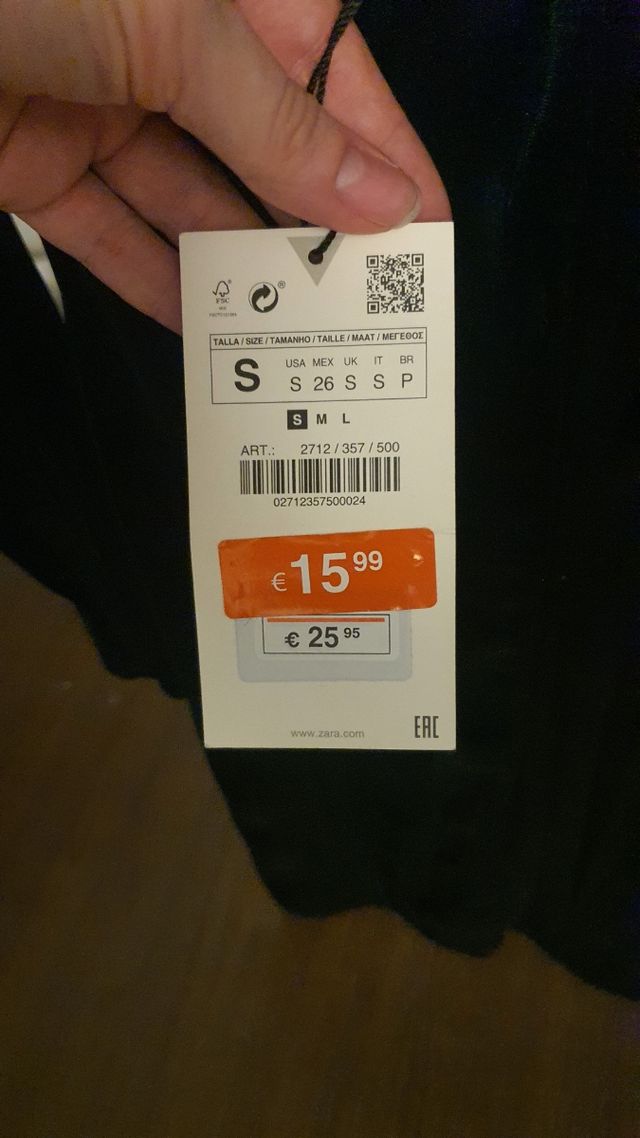 ®
FSC
TALLA / SIZE / TAMANHO / TAILLE / MAAT / ΜΕΓΕΘΟΣ
S
USA MEX UK IT BR
S 26 S S P
S M L
ART.: 2712 / 357 / 500
02712357500024
€15 99
€ 25 95
www.zara.com
EAC